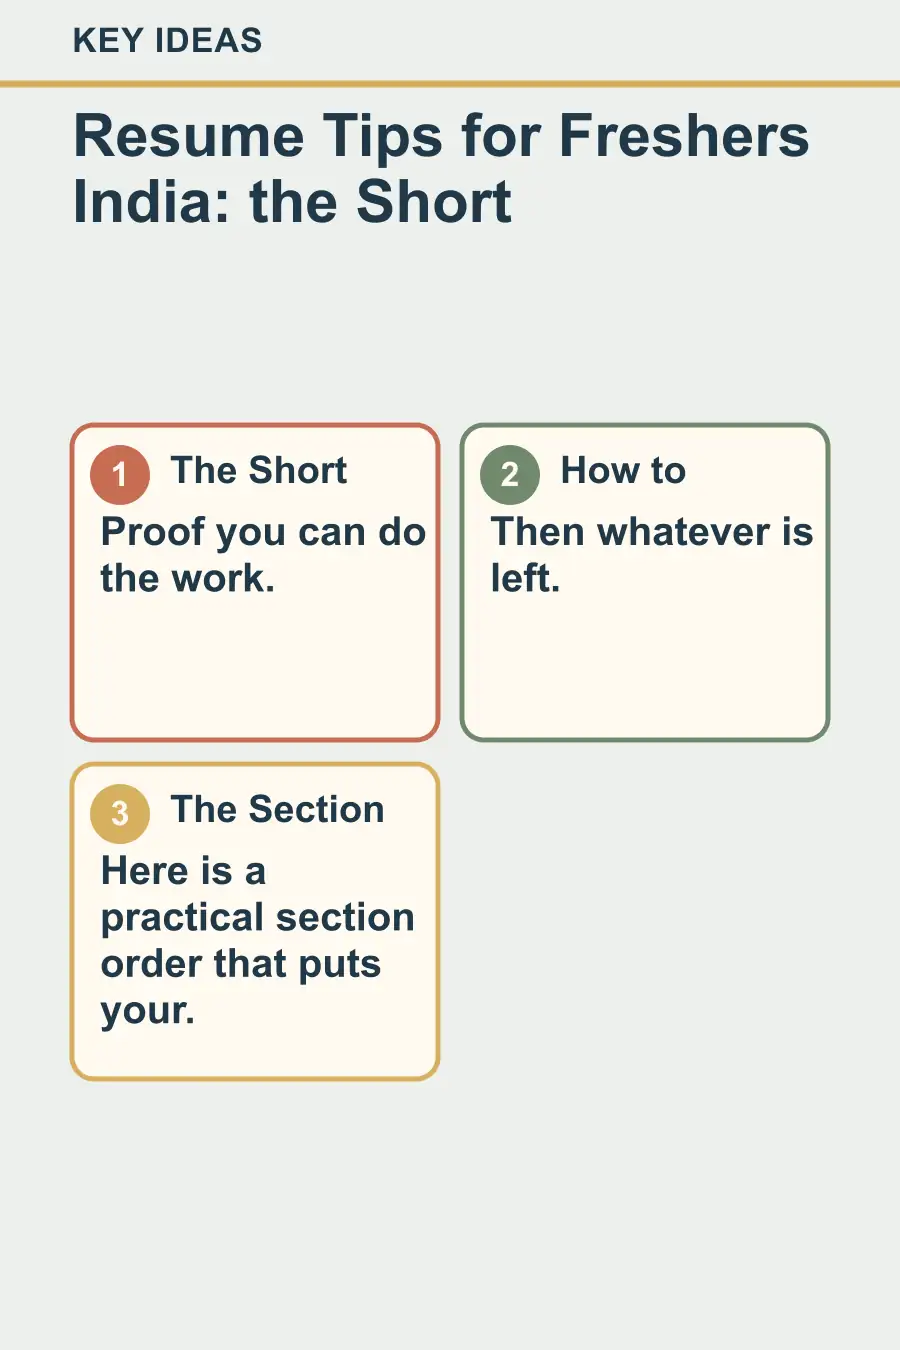 KEY IDEAS
Resume Tips for Freshers
India: the Short
1 The Short
Proof you can do
the work.
2 How to
Then whatever is
left.
3 The Section
Here is a
practical section
order that puts
your.